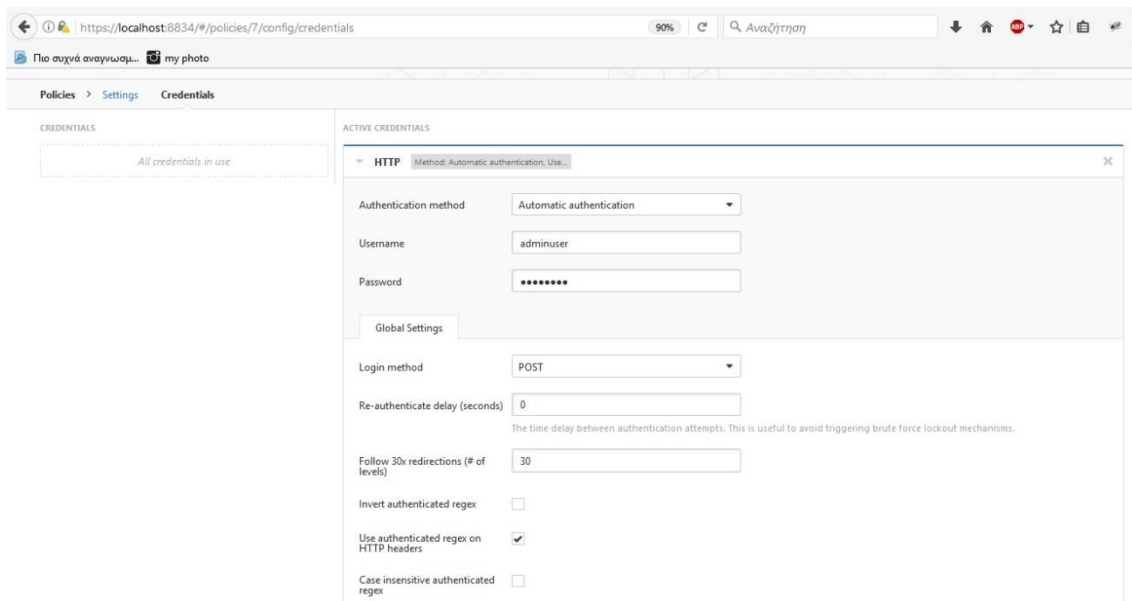 https://localhost:8834/#/policies/7/config/credentials
90%
Αναζήτηση
ABP
Πιο συχνά αναγνωσμ... my photo
Policies > Settings Credentials
CREDENTIALS
All credentials in use
ACTIVE CREDENTIALS
HTTP Method: Automatic authentication, Use...
Authentication method Automatic authentication
Username adminuser
Password ••••••••
Global Settings
Login method POST
Re-authenticate delay (seconds) 0
The time delay between authentication attempts. This is useful to avoid triggering brute force lockout mechanisms.
Follow 30x redirections (# of
levels) 30
Invert authenticated regex
Use authenticated regex on
HTTP headers
Case insensitive authenticated
regex